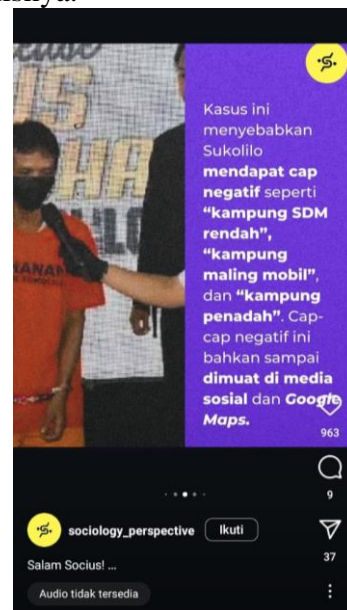 usnya.
Kasus ini
menyebabkan
Sukolilo
mendapat cap
negatif seperti
“kampung SDM
rendah”,
“kampung
maling mobil”,
dan “kampung
penadah”. Cap-
cap negatif ini
bahkan sampai
dimuat di media
sosial dan Google
Maps.
963
9
37
sociology_perspective
Ikuti
Salam Socius! ...
Audio tidak tersedia